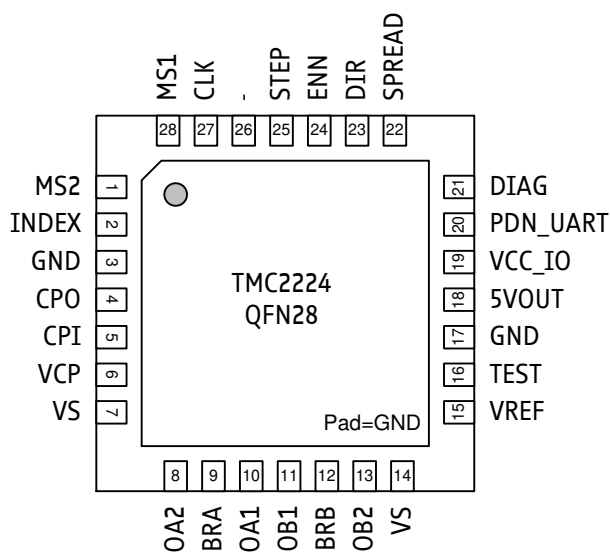 MS1
CLK
-
STEP
ENN
DIR
SPREAD
28
27
26
25
24
23
22
MS2 1
INDEX 2
GND 3
CPO 4
CPI 5
VCP 6
VS 7
TMC2224
QFN28
Pad=GND
21 DIAG
20 PDN_UART
19 VCC_IO
18 5VOUT
17 GND
16 TEST
15 VREF
8
9
10
11
12
13
14
OA2
BRA
OA1
OB1
BRB
OB2
VS